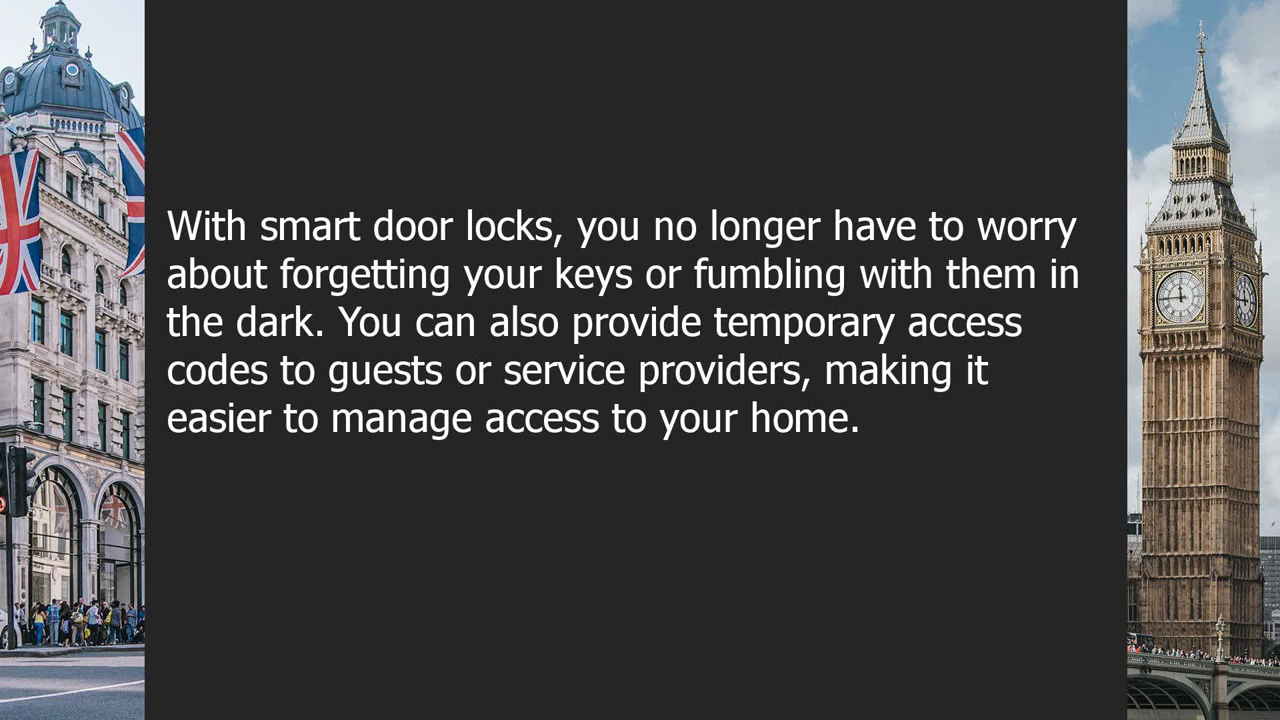 With smart door locks, you no longer have to worry
about forgetting your keys or fumbling with them in
the dark. You can also provide temporary access
codes to guests or service providers, making it
easier to manage access to your home.